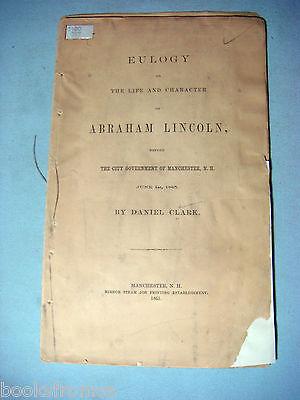 EULOGY
ON
THE LIFE AND CHARACTER
OF
ABRAHAM LINCOLN,
BEFORE
THE CITY GOVERNMENT OF MANCHESTER, N. H.
JUNE 1st, 1865.
BY DANIEL CLARK.
MANCHESTER, N. H.
MIRROR STEAM JOB PRINTING ESTABLISHMENT.
1865.
booksfromca